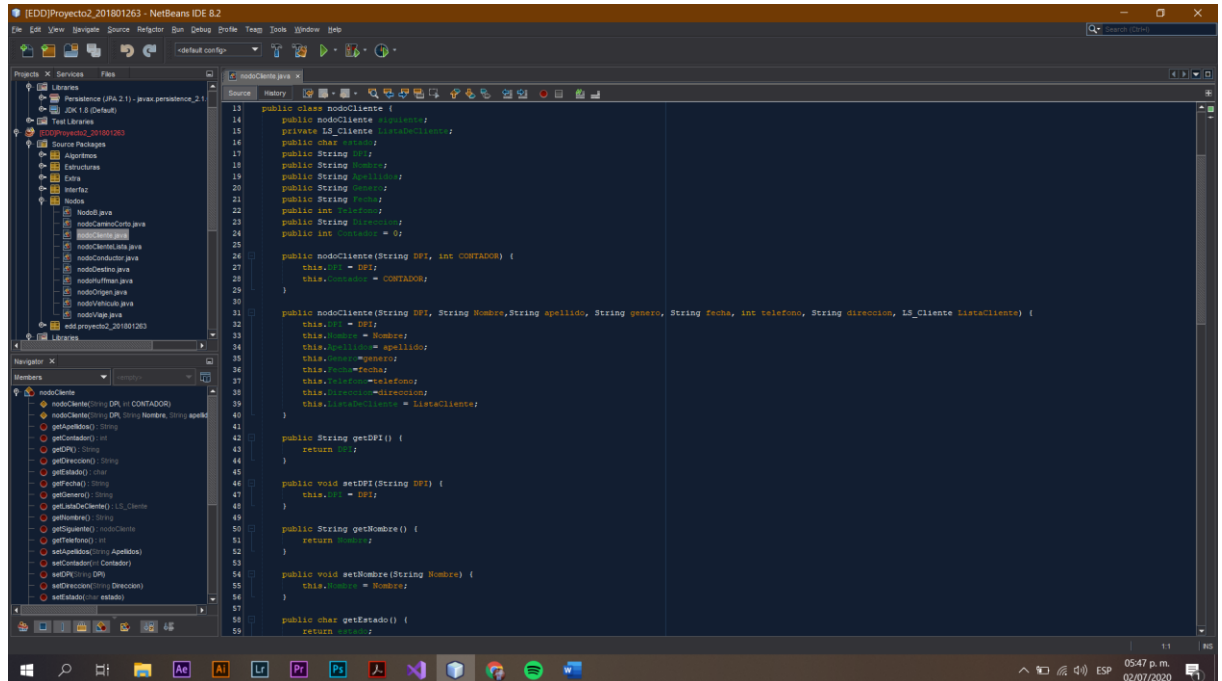 [EDD]Proyecto2_201801263 - NetBeans IDE 8.2
File Edit View Navigate Source Refactor Run Debug Profile Team Tools Window Help
Search (Ctrl+I)
<default config>
Projects Services Files
Libraries
Persistence (JPA 2.1) - javax.persistence_2.1.
JDK 1.8 (Default)
Test Libraries
[EDD]Proyecto2_201801263
Source Packages
Algoritmos
Estructuras
Extra
Interfaz
Nodos
NodoB.java
nodoCaminoCorto.java
nodoCliente.java
nodoClienteLista.java
nodoConductor.java
nodoDestino.java
nodoHuffman.java
nodoOrigen.java
nodoVehiculo.java
nodoViaje.java
edd.proyecto2_201801263
Libraries
Navigator
Members <empty>
nodoCliente
nodoCliente(String DPI, int CONTADOR)
nodoCliente(String DPI, String Nombre, String apellid
getApellidos() : String
getContador() : int
getDPI() : String
getDireccion() : String
getEstado() : char
getFecha() : String
getGenero() : String
getListaDeCliente() : LS_Cliente
getNombre() : String
getSiguiente() : nodoCliente
getTelefono() : int
setApellidos(String Apellidos)
setContador(int Contador)
setDPI(String DPI)
setDireccion(String Direccion)
setEstado(char estado)
nodoCliente.java
Source History
13 public class nodoCliente {
14 public nodoCliente siguiente;
15 private LS_Cliente ListaDeCliente;
16 public char estado;
17 public String DPI;
18 public String Nombre;
19 public String Apellidos;
20 public String Genero;
21 public String Fecha;
22 public int Telefono;
23 public String Direccion;
24 public int Contador = 0;
25
26 public nodoCliente(String DPI, int CONTADOR) {
27 this.DPI = DPI;
28 this.Contador = CONTADOR;
29 }
30
31 public nodoCliente(String DPI, String Nombre,String apellido, String genero, String fecha, int telefono, String direccion, LS_Cliente ListaCliente) {
32 this.DPI = DPI;
33 this.Nombre = Nombre;
34 this.Apellidos= apellido;
35 this.Genero=genero;
36 this.Fecha=fecha;
37 this.Telefono=telefono;
38 this.Direccion=direccion;
39 this.ListaDeCliente = ListaCliente;
40 }
41
42 public String getDPI() {
43 return DPI;
44 }
45
46 public void setDPI(String DPI) {
47 this.DPI = DPI;
48 }
49
50 public String getNombre() {
51 return Nombre;
52 }
53
54 public void setNombre(String Nombre) {
55 this.Nombre = Nombre;
56 }
57
58 public char getEstado() {
59 return estado;
1:1 INS
Ae Ai Lr Pr Ps
ESP
05:47 p. m.
02/07/2020